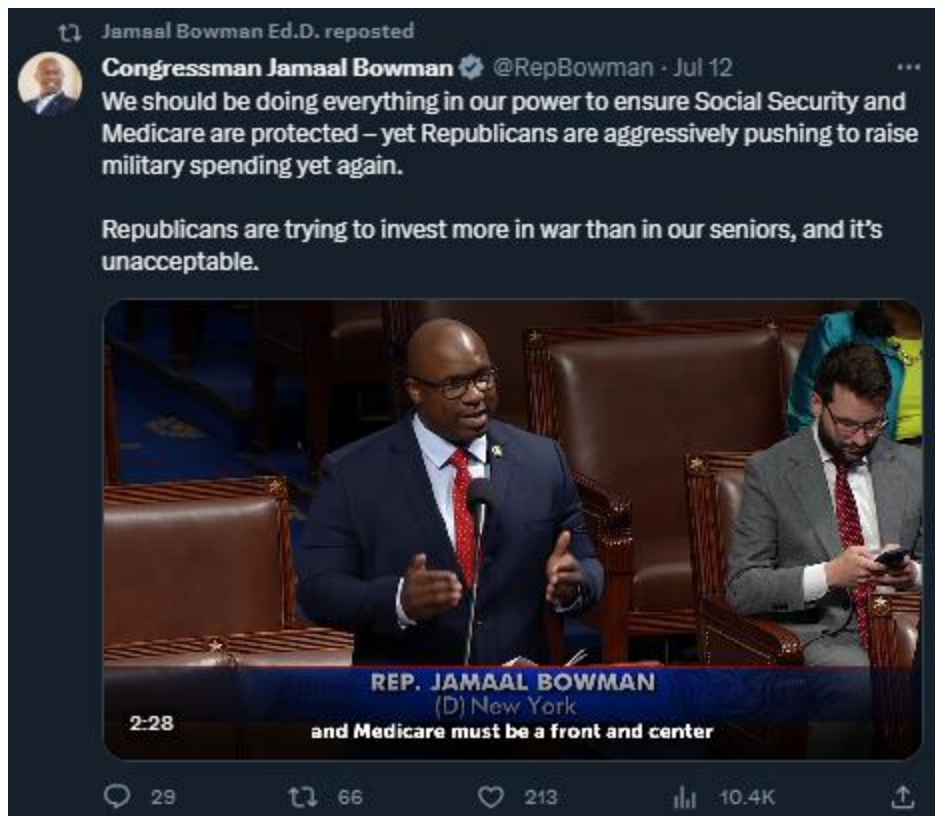 Jamaal Bowman Ed.D. reposted
Congressman Jamaal Bowman @RepBowman · Jul 12
We should be doing everything in our power to ensure Social Security and
Medicare are protected – yet Republicans are aggressively pushing to raise
military spending yet again.
Republicans are trying to invest more in war than in our seniors, and it's
unacceptable.
REP. JAMAAL BOWMAN
(D) New York
2:28
and Medicare must be a front and center
29 66 213 10.4K